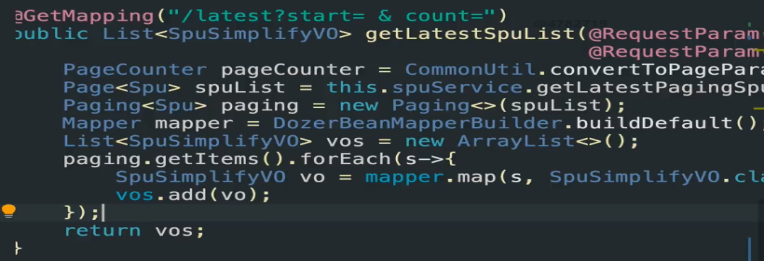 @GetMapping("/latest?start= & count=")
public List<SpuSimplifyVO> getLatestSpuList(@RequestParam
@RequestParam
PageCounter pageCounter = CommonUtil.convertToPagePara
Page<Spu> spuList = this.spuService.getLatestPagingSpu
Paging<Spu> paging = new Paging<>(spuList);
Mapper mapper = DozerBeanMapperBuilder.buildDefault();
List<SpuSimplifyVO> vos = new ArrayList<>();
paging.getItems().forEach(s->{
SpuSimplifyVO vo = mapper.map(s, SpuSimplifyVO.cla
vos.add(vo);
});
return vos;
}